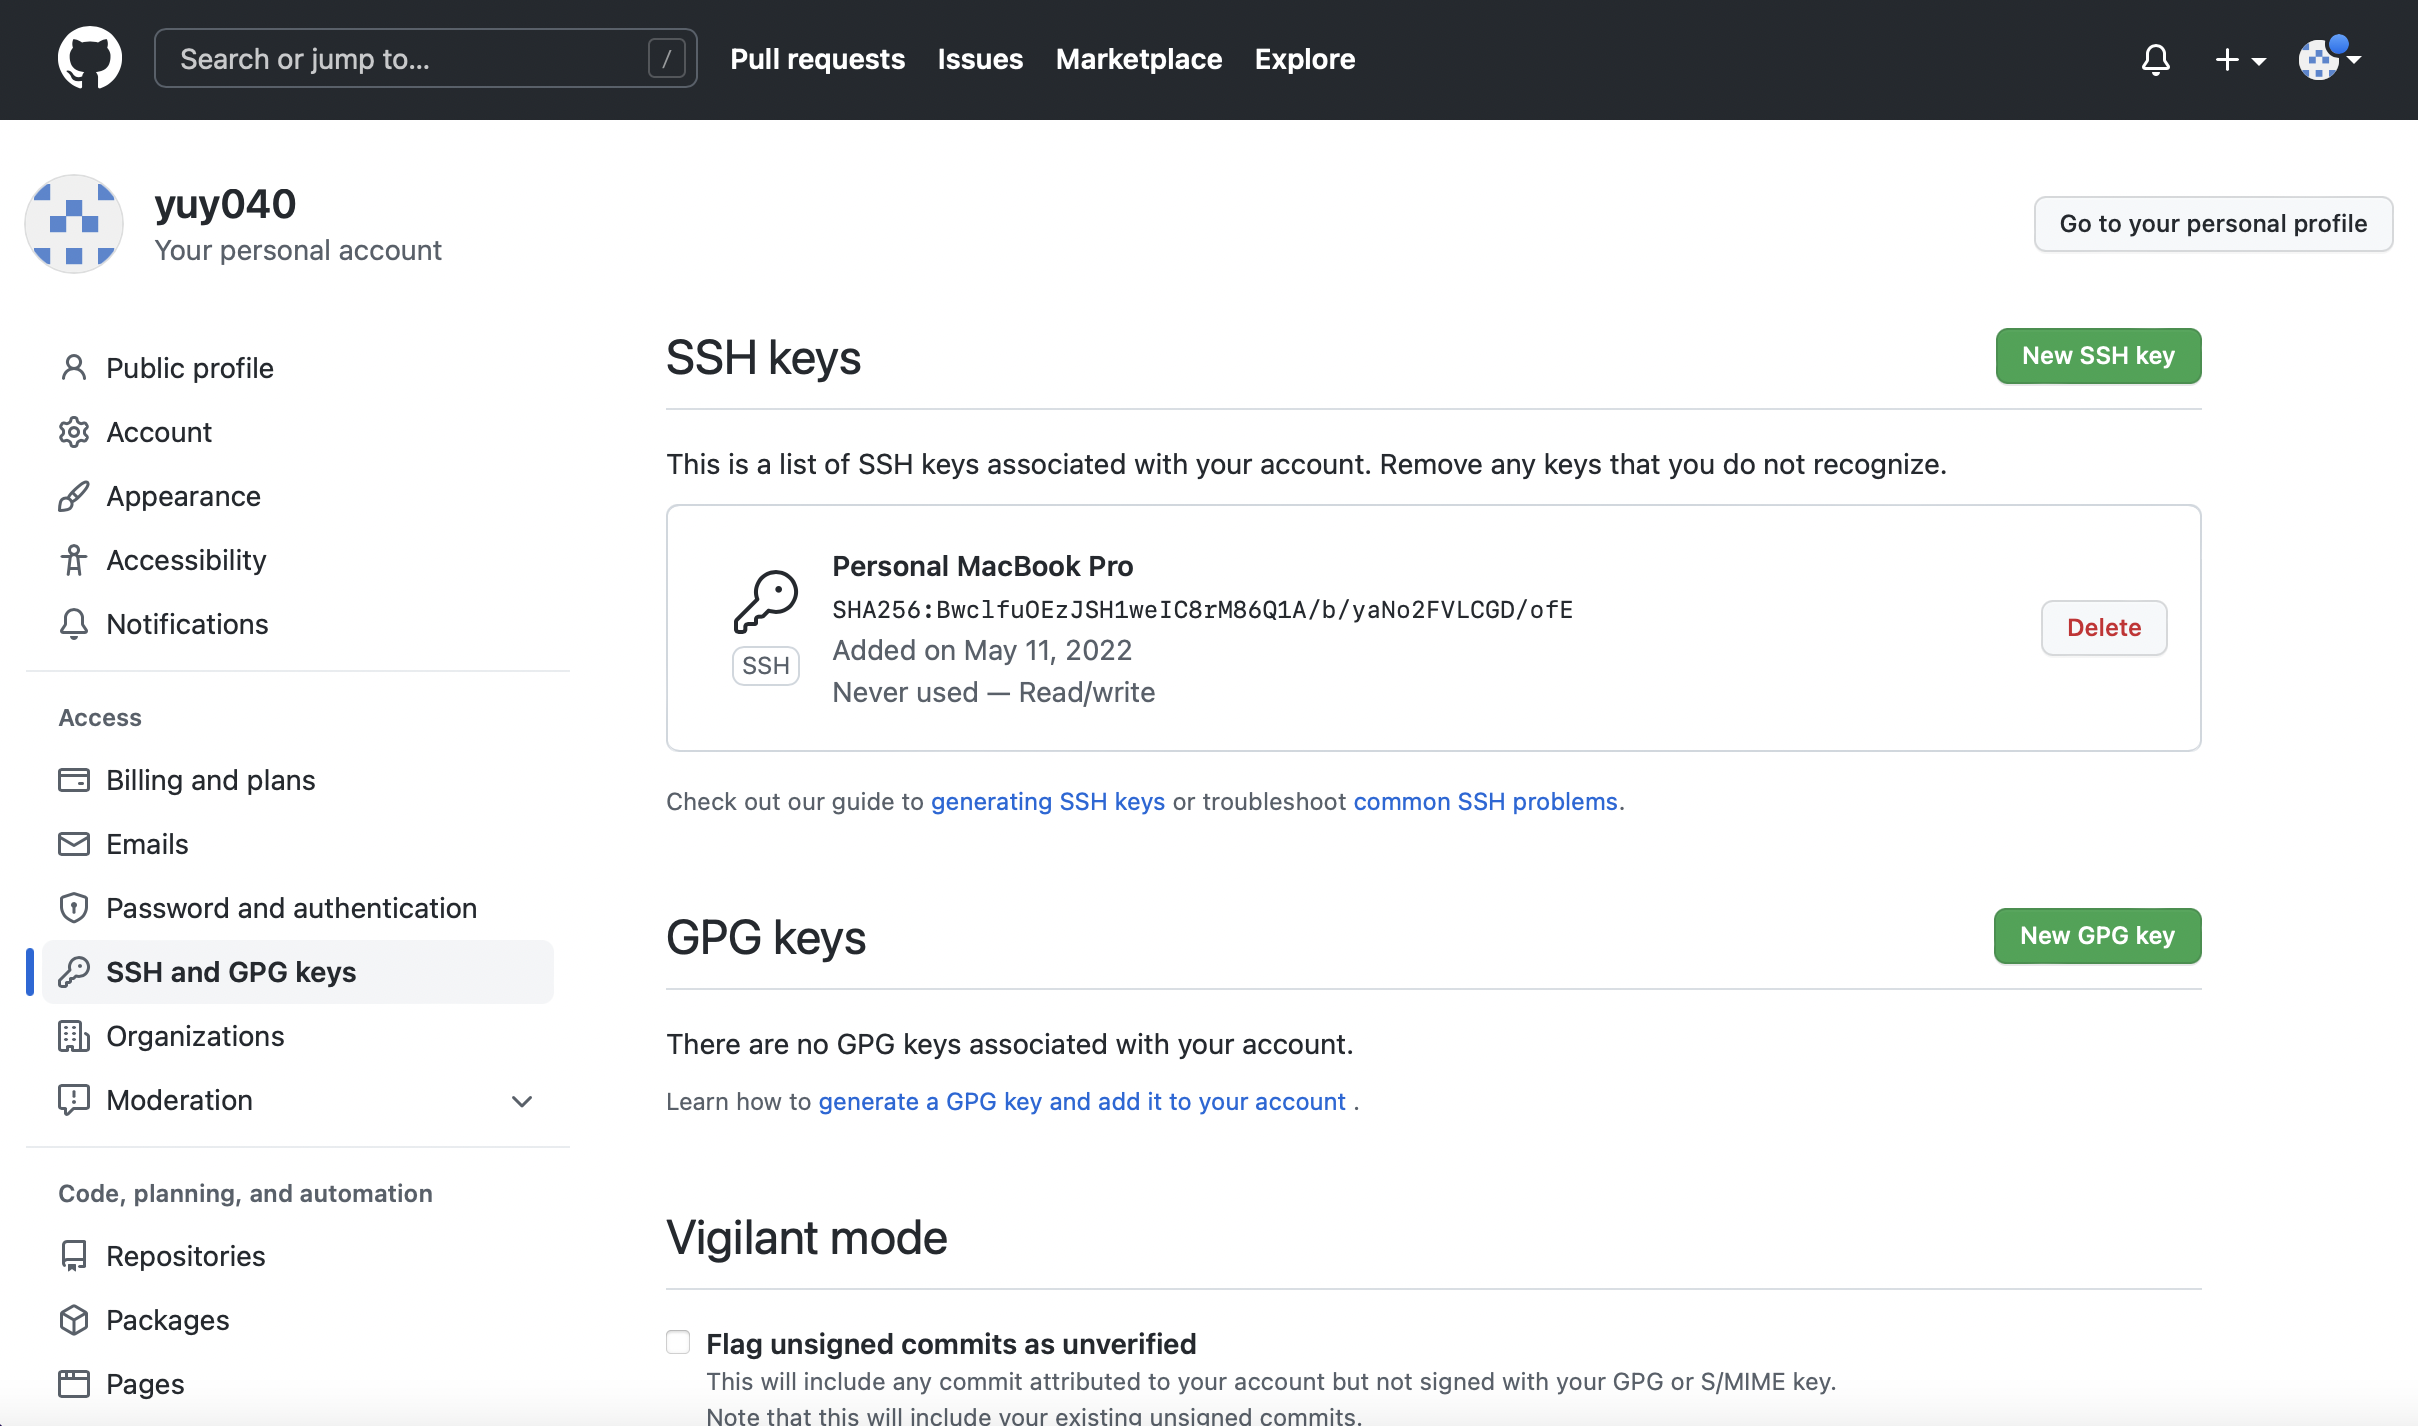 Search or jump to...
/
Pull requests
Issues
Marketplace
Explore
yuy040
Your personal account
Go to your personal profile
Public profile
Account
Appearance
Accessibility
Notifications
Access
Billing and plans
Emails
Password and authentication
SSH and GPG keys
Organizations
Moderation
Code, planning, and automation
Repositories
Packages
Pages
SSH keys
New SSH key
This is a list of SSH keys associated with your account. Remove any keys that you do not recognize.
SSH
Personal MacBook Pro
SHA256:BwclfuOEzJSH1weIC8rM86Q1A/b/yaNo2FVLCGD/ofE
Added on May 11, 2022
Never used — Read/write
Delete
Check out our guide to generating SSH keys or troubleshoot common SSH problems.
GPG keys
New GPG key
There are no GPG keys associated with your account.
Learn how to generate a GPG key and add it to your account .
Vigilant mode
Flag unsigned commits as unverified
This will include any commit attributed to your account but not signed with your GPG or S/MIME key.
Note that this will include your existing unsigned commits.